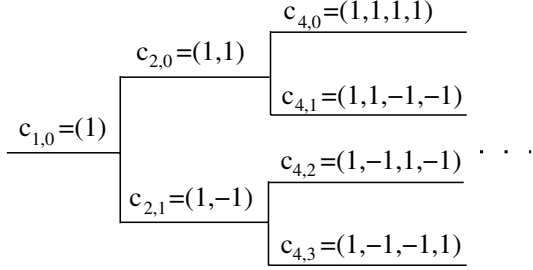 c4,0=(1,1,1,1)
c2,0=(1,1)
c4,1=(1,1,−1,−1)
c1,0=(1)
. . .
c4,2=(1,−1,1,−1)
c2,1=(1,−1)
c4,3=(1,−1,−1,1)